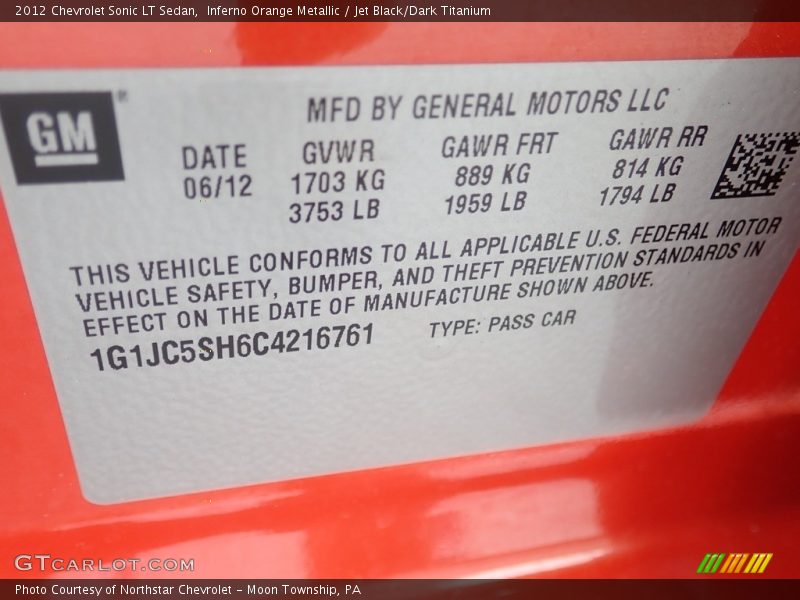 2012 Chevrolet Sonic LT Sedan,  Inferno Orange Metallic / Jet Black/Dark Titanium
GM ®
MFD BY GENERAL MOTORS LLC
DATE GVWR GAWR FRT GAWR RR
06/12 1703 KG 889 KG 814 KG
3753 LB 1959 LB 1794 LB
THIS VEHICLE CONFORMS TO ALL APPLICABLE U.S. FEDERAL MOTOR
VEHICLE SAFETY, BUMPER, AND THEFT PREVENTION STANDARDS IN
EFFECT ON THE DATE OF MANUFACTURE SHOWN ABOVE.
1G1JC5SH6C4216761 TYPE: PASS CAR
GTCARLOT.COM
Photo Courtesy of Northstar Chevrolet - Moon Township, PA